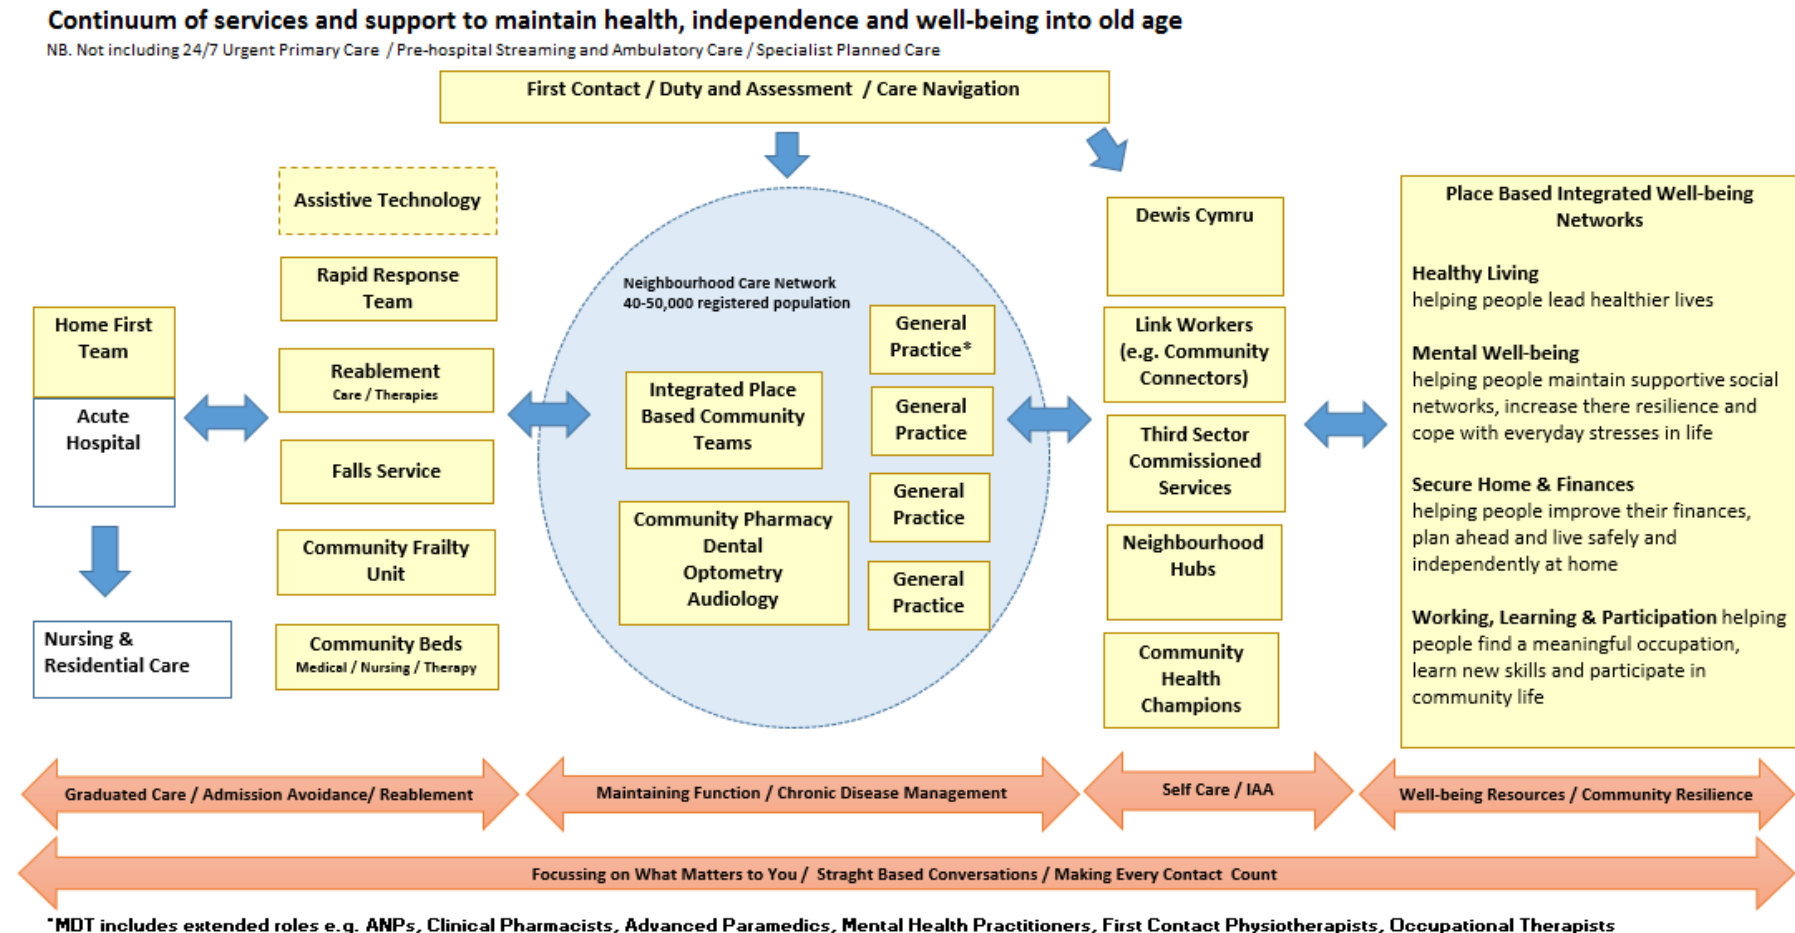 Continuum of services and support to maintain health, independence and well-being into old age
NB. Not including 24/7 Urgent Primary Care / Pre-hospital Streaming and Ambulatory Care / Specialist Planned Care
First Contact / Duty and Assessment / Care Navigation
Home First
Team
Acute
Hospital
Nursing &
Residential Care
Assistive Technology
Rapid Response
Team
Reablement
Care / Therapies
Falls Service
Community Frailty
Unit
Community Beds
Medical / Nursing / Therapy
Neighbourhood Care Network
40-50,000 registered population
Integrated Place
Based Community
Teams
Community Pharmacy
Dental
Optometry
Audiology
General
Practice*
General
Practice
General
Practice
General
Practice
Dewis Cymru
Link Workers
(e.g. Community
Connectors)
Third Sector
Commissioned
Services
Neighbourhood
Hubs
Community
Health
Champions
Place Based Integrated Well-being
Networks
Healthy Living
helping people lead healthier lives
Mental Well-being
helping people maintain supportive social
networks, increase there resilience and
cope with everyday stresses in life
Secure Home & Finances
helping people improve their finances,
plan ahead and live safely and
independently at home
Working, Learning & Participation helping
people find a meaningful occupation,
learn new skills and participate in
community life
Graduated Care / Admission Avoidance/ Reablement
Maintaining Function / Chronic Disease Management
Self Care / IAA
Well-being Resources / Community Resilience
Focussing on What Matters to You / Straght Based Conversations / Making Every Contact Count
*MDT includes extended roles e.g. ANPs, Clinical Pharmacists, Advanced Paramedics, Mental Health Practitioners, First Contact Physiotherapists, Occupational Therapists